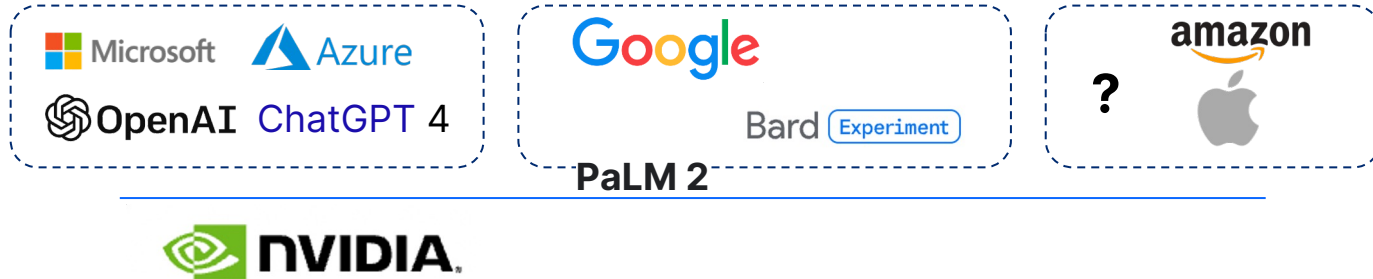 Microsoft Azure
OpenAI ChatGPT 4
Google
Bard Experiment
PaLM 2
?
amazon
NVIDIA.